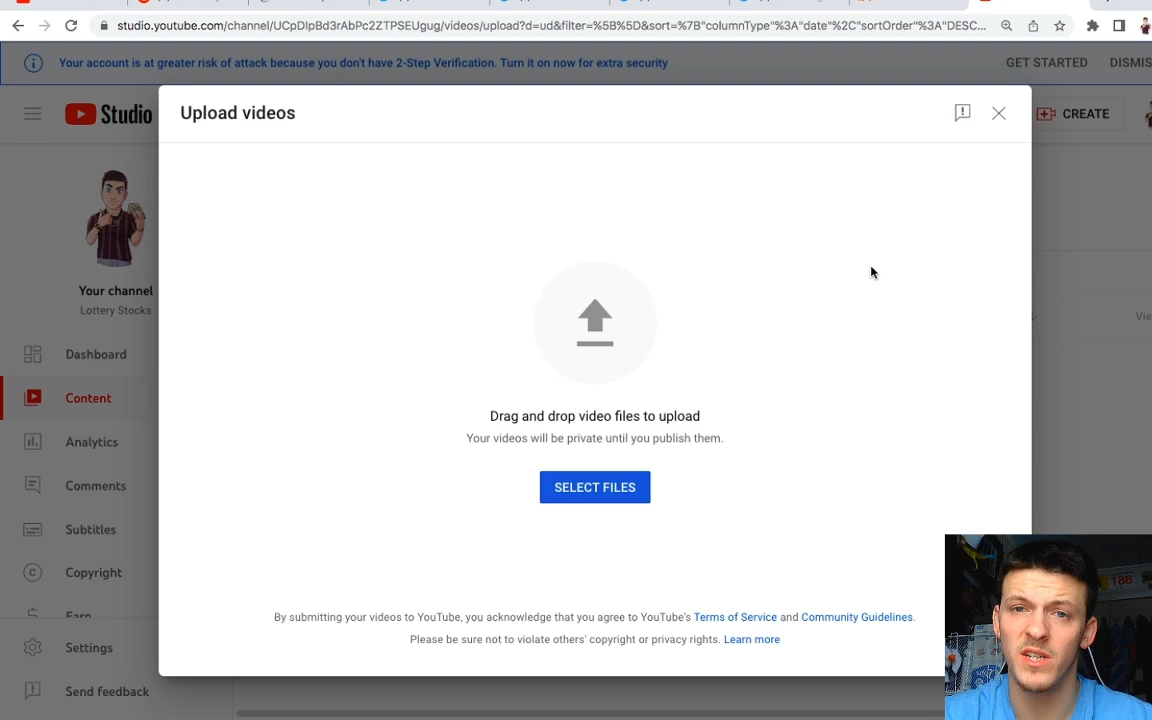 studio.youtube.com/channel/UCpDIpBd3rAbPc2ZTPSEUgug/videos/upload?d=ud&filter=%5B%5D&sort=%7B"columnType"%3A"date"%2C"sortOrder"%3A"DESC...
Your account is at greater risk of attack because you don't have 2-Step Verification. Turn it on now for extra security
GET STARTED
DISMIS
Studio
Upload videos
CREATE
Your channel
Lottery Stocks
Dashboard
Content
Analytics
Comments
Subtitles
Copyright
Earn
Settings
Send feedback
Drag and drop video files to upload
Your videos will be private until you publish them.
SELECT FILES
By submitting your videos to YouTube, you acknowledge that you agree to YouTube's Terms of Service and Community Guidelines.
Please be sure not to violate others' copyright or privacy rights. Learn more
Vie
186